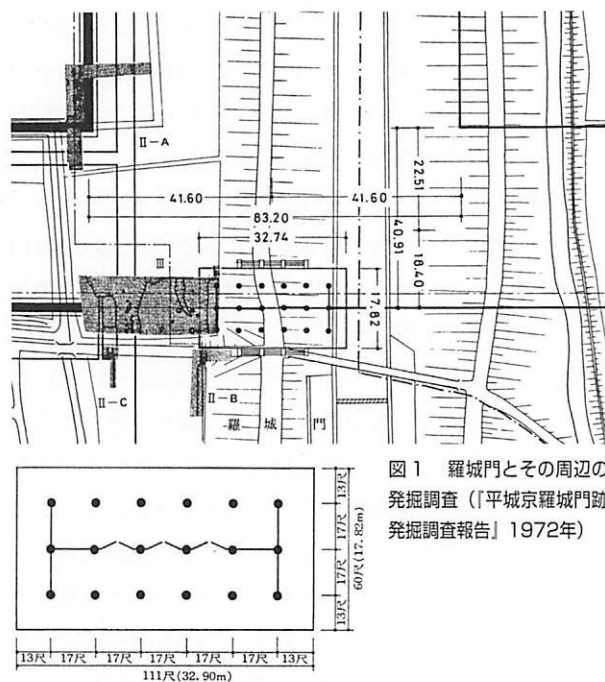 II-A
41.60
41.60
83.20
32.74
22.51
40.91
18.40
III
17.82
II-C
II-B
羅城門
図1 羅城門とその周辺の
発掘調査(『平城京羅城門跡
発掘調査報告』1972年)
13尺
17尺
17尺
13尺
60尺(17.82m)
13尺 17尺 17尺 17尺 17尺 17尺 13尺
111尺(32.90m)